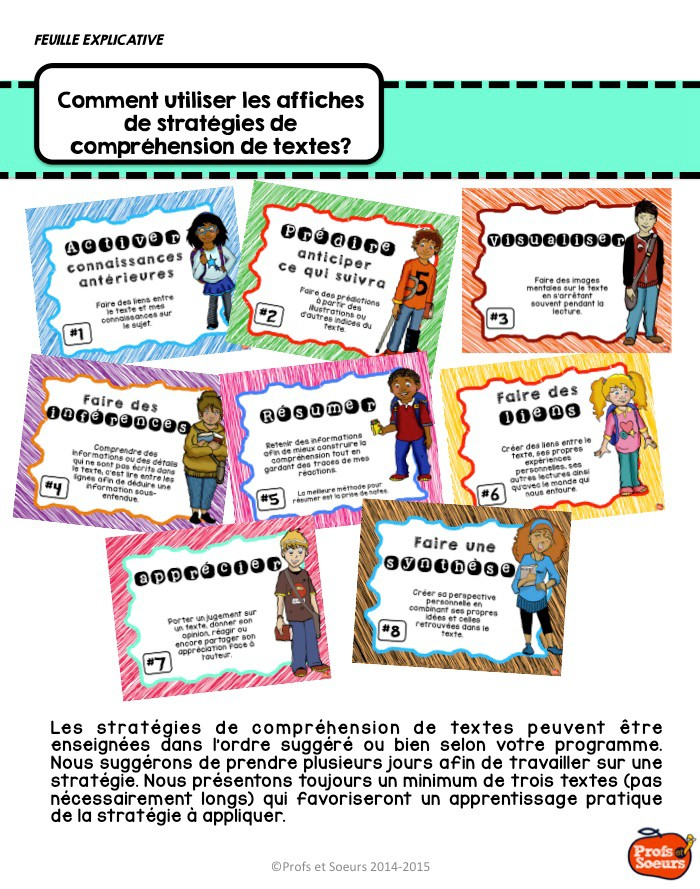 FEUILLE EXPLICATIVE
Comment utiliser les affiches
de stratégies de
compréhension de textes?
Activer
connaissances
antérieures
Faire des liens entre
le texte et mes
connaissances sur
le sujet.
#1
Prédire
anticiper
ce qui suivra
Faire des prédictions
à partir des
illustrations ou
d'autres indices du
texte.
#2
5
Visualiser
Faire des images
mentales sur le texte
en s'arrêtant
souvent pendant la
lecture.
#3
Faire des
inférences
Comprendre des
informations ou des détails
qui ne sont pas écrits dans
le texte, c'est lire entre les
lignes afin de déduire une
information sous-
entendue.
#4
Résumer
Retenir des informations
afin de mieux construire la
compréhension tout en
gardant des traces de mes
réactions.
La meilleure méthode pour
résumer est la prise de notes.
#5
Faire des
liens
Créer des liens entre le
texte, ses propres
expériences
personnelles, ses
autres lectures ainsi
qu'avec le monde qui
nous entoure.
#6
apprécier
Porter un jugement sur
un texte, donner son
opinion, réagir ou
encore partager son
appréciation face à
l'auteur.
#7
Faire une
synthèse
Créer sa perspective
personnelle en
combinant ses propres
idées et celles
retrouvées dans le
texte.
#8
Les stratégies de compréhension de textes peuvent être
enseignées dans l'ordre suggéré ou bien selon votre programme.
Nous suggérons de prendre plusieurs jours afin de travailler sur une
stratégie. Nous présentons toujours un minimum de trois textes (pas
nécessairement longs) qui favoriseront un apprentissage pratique
de la stratégie à appliquer.
©Profs et Soeurs 2014-2015
Profs
Soeurs